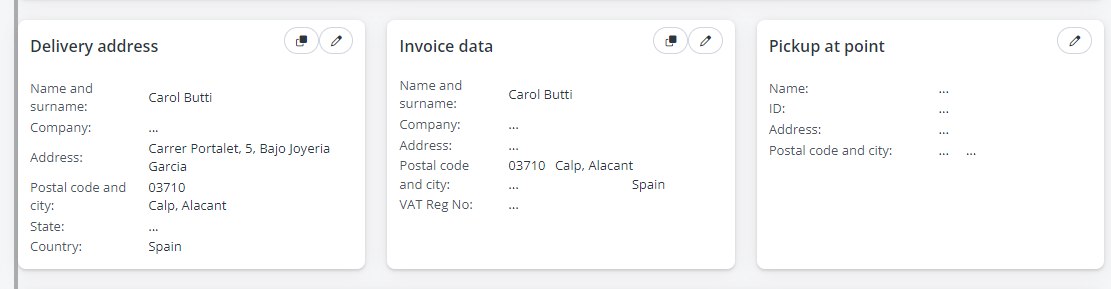 Delivery address
Name and
surname:
Carol Butti
Company:
...
Address:
Carrer Portalet, 5, Bajo Joyeria
Garcia
Postal code and
city:
03710
Calp, Alacant
State:
...
Country:
Spain
Invoice data
Name and
surname:
Carol Butti
Company:
...
Address:
...
Postal code
and city:
03710 Calp, Alacant
... Spain
VAT Reg No:
...
Pickup at point
Name:
...
ID:
...
Address:
...
Postal code and city:
... ...